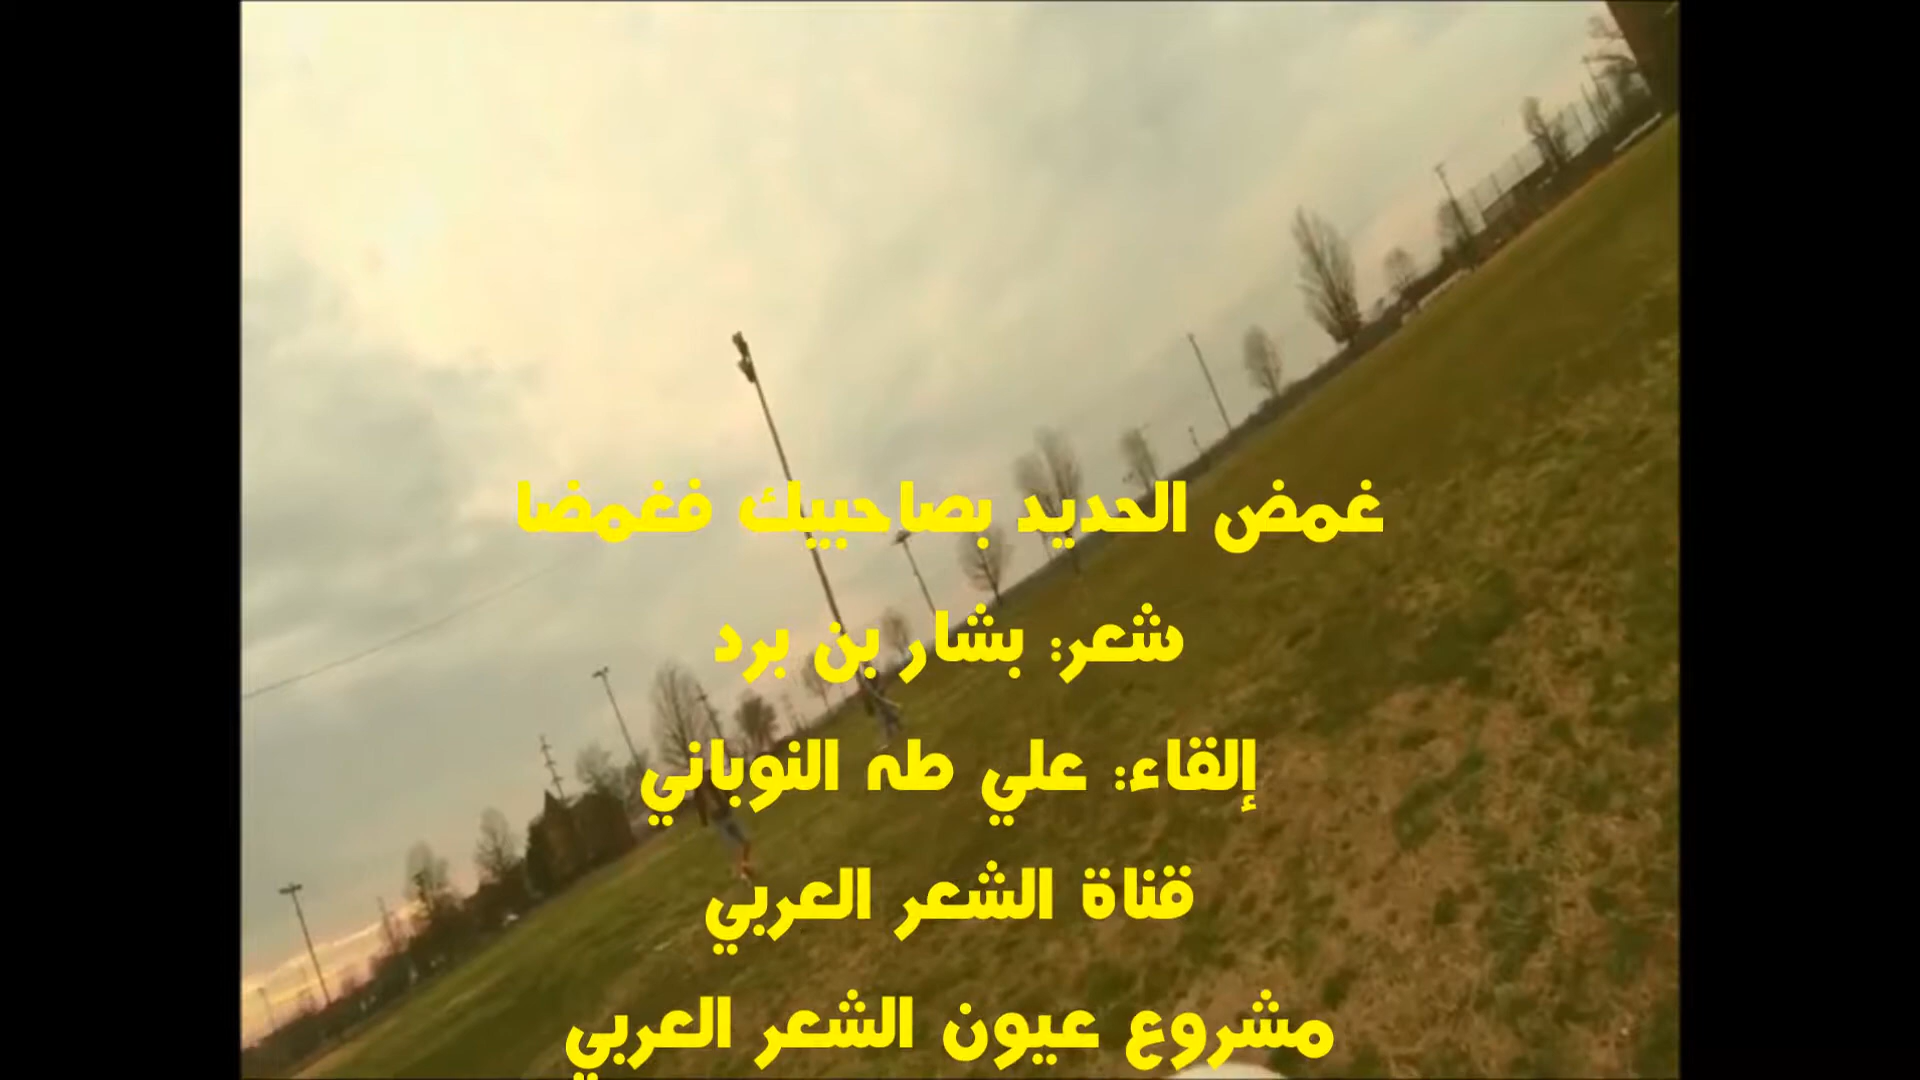 غمض الحديد بصاحبيك فغمضا
شعر: بشار بن برد
إلقاء: علي طه النوباني
قناة الشعر العربي
مشروع عيون الشعر العربي